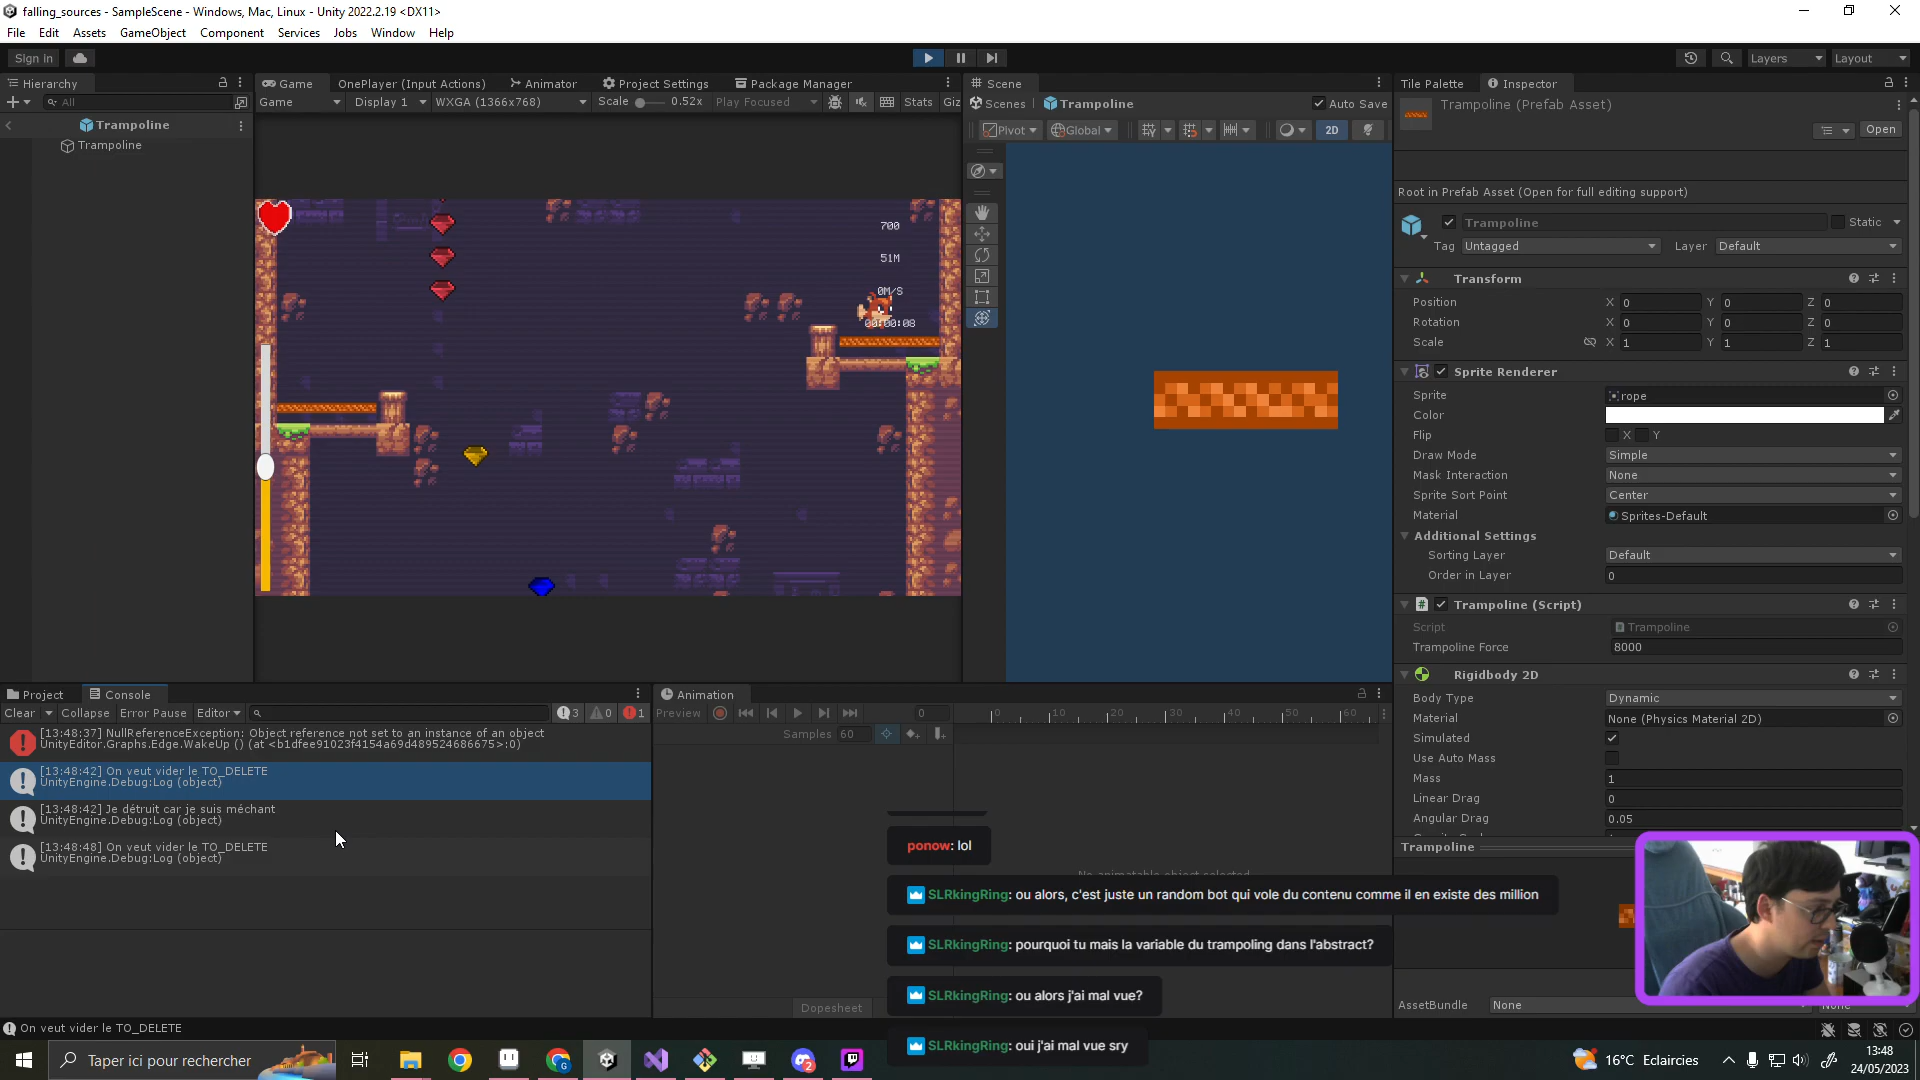 falling_sources - SampleScene - Windows, Mac, Linux - Unity 2022.2.19 <DX11>
File Edit Assets GameObject Component Services Jobs Window Help
Sign in
Layers
Layout
Hierarchy
All
Trampoline
Trampoline
Game OnePlayer (Input Actions) Animator Project Settings Package Manager
Game Display 1 WXGA (1366x768) Scale 0.52x Play Focused Stats Giz
700
51M
0M/S
00:00:08
Scene
Scenes Trampoline Auto Save
Pivot Global 2D
Tile Palette Inspector
Trampoline (Prefab Asset)
Open
Root in Prefab Asset (Open for full editing support)
Trampoline Static
Tag Untagged Layer Default
Transform
Position X 0 Y 0 Z 0
Rotation X 0 Y 0 Z 0
Scale X 1 Y 1 Z 1
Sprite Renderer
Sprite rope
Color
Flip X Y
Draw Mode Simple
Mask Interaction None
Sprite Sort Point Center
Material Sprites-Default
Additional Settings
Sorting Layer Default
Order in Layer 0
Trampoline (Script)
Script Trampoline
Trampoline Force 8000
Rigidbody 2D
Body Type Dynamic
Material None (Physics Material 2D)
Simulated
Use Auto Mass
Mass 1
Linear Drag 0
Angular Drag 0.05
Trampoline
AssetBundle None
Project Console
Clear Collapse Error Pause Editor 3 0 1
[13:48:37] NullReferenceException: Object reference not set to an instance of an object
UnityEditor.Graphs.Edge.WakeUp () (at <b1dfee91023f4154a69d489524686675>:0)
[13:48:42] On veut vider le TO_DELETE
UnityEngine.Debug:Log (object)
[13:48:42] Je détruit car je suis méchant
UnityEngine.Debug:Log (object)
[13:48:48] On veut vider le TO_DELETE
UnityEngine.Debug:Log (object)
Animation
Preview 0 0 10 20 30 40 50 60
Samples 60
Dopesheet
ponow: lol
SLRkingRing: ou alors, c'est juste un random bot qui vole du contenu comme il en existe des million
SLRkingRing: pourquoi tu mais la variable du trampoling dans l'abstract?
SLRkingRing: ou alors j'ai mal vue?
SLRkingRing: oui j'ai mal vue sry
On veut vider le TO_DELETE
Taper ici pour rechercher
16°C Eclaircies
13:48
24/05/2023